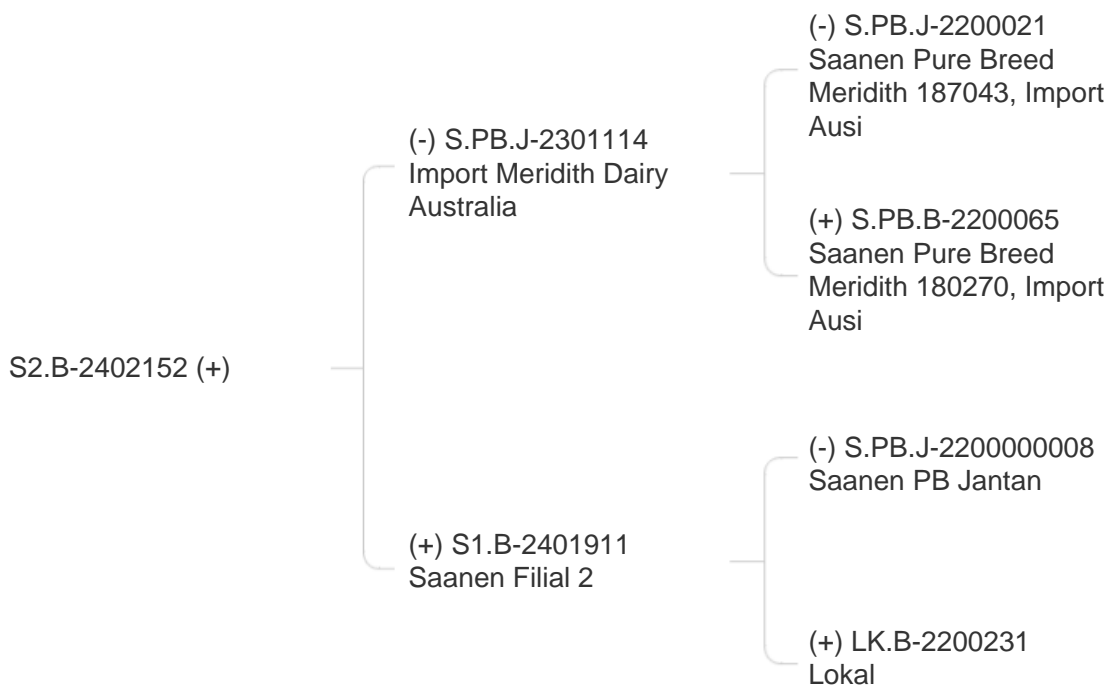 (-) S.PB.J-2200021
Saanen Pure Breed
Meridith 187043, Import
Ausi
(-) S.PB.J-2301114
Import Meridith Dairy
Australia
(+) S.PB.B-2200065
Saanen Pure Breed
Meridith 180270, Import
Ausi
S2.B-2402152 (+)
(-) S.PB.J-2200000008
Saanen PB Jantan
(+) S1.B-2401911
Saanen Filial 2
(+) LK.B-2200231
Lokal